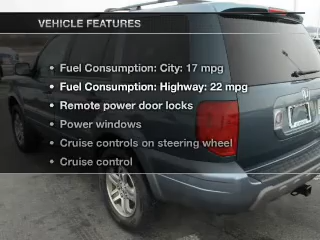 VEHICLE FEATURES
• Fuel Consumption: City: 17 mpg
• Fuel Consumption: Highway: 22 mpg
• Remote power door locks
• Power windows
• Cruise controls on steering wheel
• Cruise control